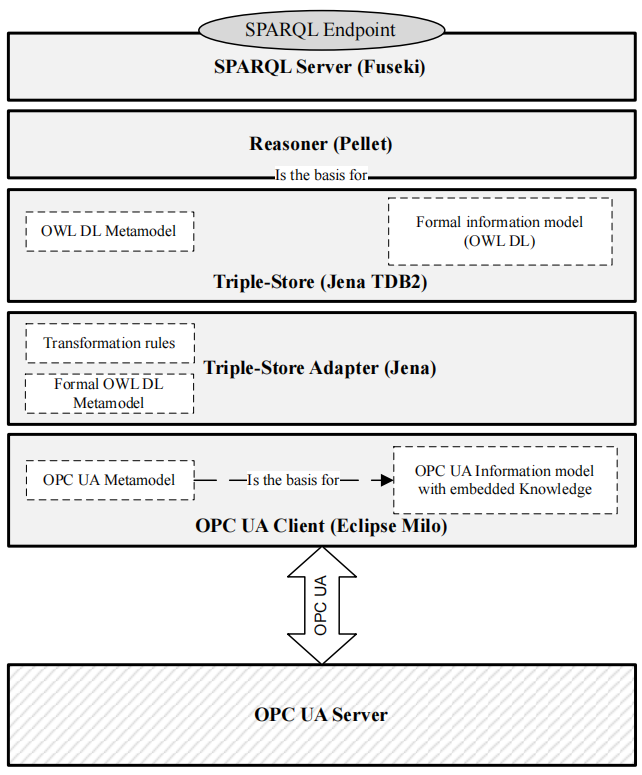 SPARQL Endpoint
SPARQL Server (Fuseki)
Reasoner (Pellet)
Is the basis for
OWL DL Metamodel
Formal information model
(OWL DL)
Triple-Store (Jena TDB2)
Transformation rules
Triple-Store Adapter (Jena)
Formal OWL DL
Metamodel
OPC UA Metamodel
Is the basis for
OPC UA Information model
with embedded Knowledge
OPC UA Client (Eclipse Milo)
OPC UA
OPC UA Server